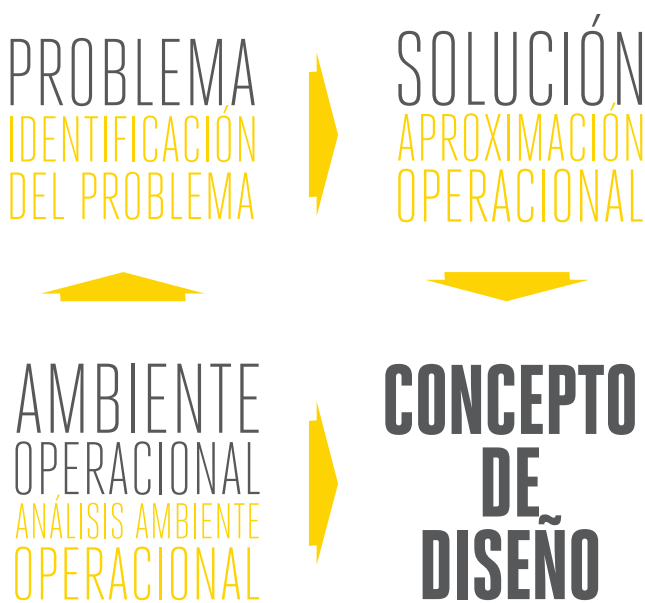 PROBLEMA
IDENTIFICACIÓN
DEL PROBLEMA
SOLUCIÓN
APROXIMACIÓN
OPERACIONAL
AMBIENTE
OPERACIONAL
ANÁLISIS AMBIENTE
OPERACIONAL
CONCEPTO
DE
DISEÑO